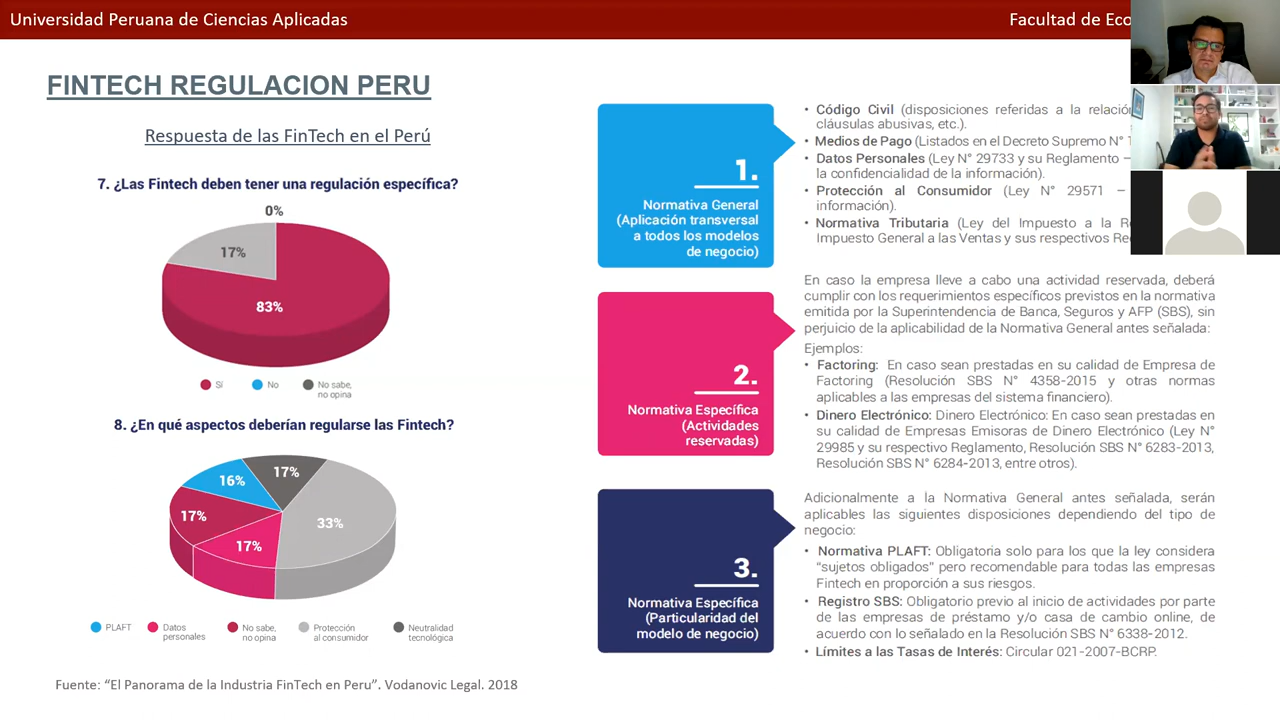 Universidad Peruana de Ciencias Aplicadas
Facultad de Eco
FINTECH REGULACION PERU
Respuesta de las FinTech en el Perú
7. ¿Las Fintech deben tener una regulación específica?
0%
17%
83%
Sí
No
No sabe,
no opina
8. ¿En qué aspectos deberían regularse las Fintech?
17%
16%
17%
33%
17%
PLAFT
Datos
personales
No sabe,
no opina
Protección
al consumidor
Neutralidad
tecnológica
Fuente: “El Panorama de la Industria FinTech en Peru”. Vodanovic Legal. 2018
1.
Normativa General
(Aplicación transversal
a todos los modelos
de negocio)
• Código Civil (disposiciones referidas a la relació
cláusulas abusivas, etc.).
• Medios de Pago (Listados en el Decreto Supremo N° 1
• Datos Personales (Ley N° 29733 y su Reglamento –
la confidencialidad de la información).
• Protección al Consumidor (Ley N° 29571 –
información).
• Normativa Tributaria (Ley del Impuesto a la R
Impuesto General a las Ventas y sus respectivos Re
2.
Normativa Específica
(Actividades
reservadas)
En caso la empresa lleve a cabo una actividad reservada, deberá
cumplir con los requerimientos específicos previstos en la normativa
emitida por la Superintendencia de Banca, Seguros y AFP (SBS), sin
perjuicio de la aplicabilidad de la Normativa General antes señalada:
Ejemplos:
• Factoring: En caso sean prestadas en su calidad de Empresa de
Factoring (Resolución SBS N° 4358-2015 y otras normas
aplicables a las empresas del sistema financiero).
• Dinero Electrónico: Dinero Electrónico: En caso sean prestadas en
su calidad de Empresas Emisoras de Dinero Electrónico (Ley N°
29985 y su respectivo Reglamento, Resolución SBS N° 6283-2013,
Resolución SBS N° 6284-2013, entre otros).
3.
Normativa Específica
(Particularidad del
modelo de negocio)
Adicionalmente a la Normativa General antes señalada, serán
aplicables las siguientes disposiciones dependiendo del tipo de
negocio:
• Normativa PLAFT: Obligatoria solo para los que la ley considera
“sujetos obligados” pero recomendable para todas las empresas
Fintech en proporción a sus riesgos.
• Registro SBS: Obligatorio previo al inicio de actividades por parte
de las empresas de préstamo y/o casa de cambio online, de
acuerdo con lo señalado en la Resolución SBS N° 6338-2012.
• Límites a las Tasas de Interés: Circular 021-2007-BCRP.